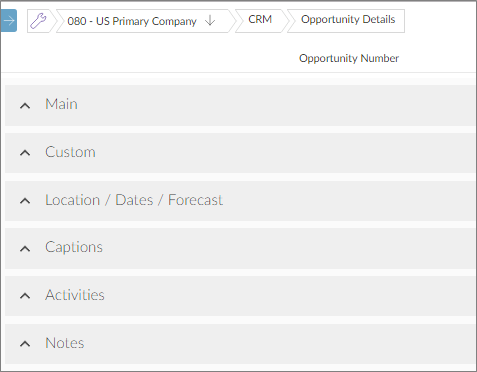 080 - US Primary Company CRM Opportunity Details
Opportunity Number
Main
Custom
Location / Dates / Forecast
Captions
Activities
Notes